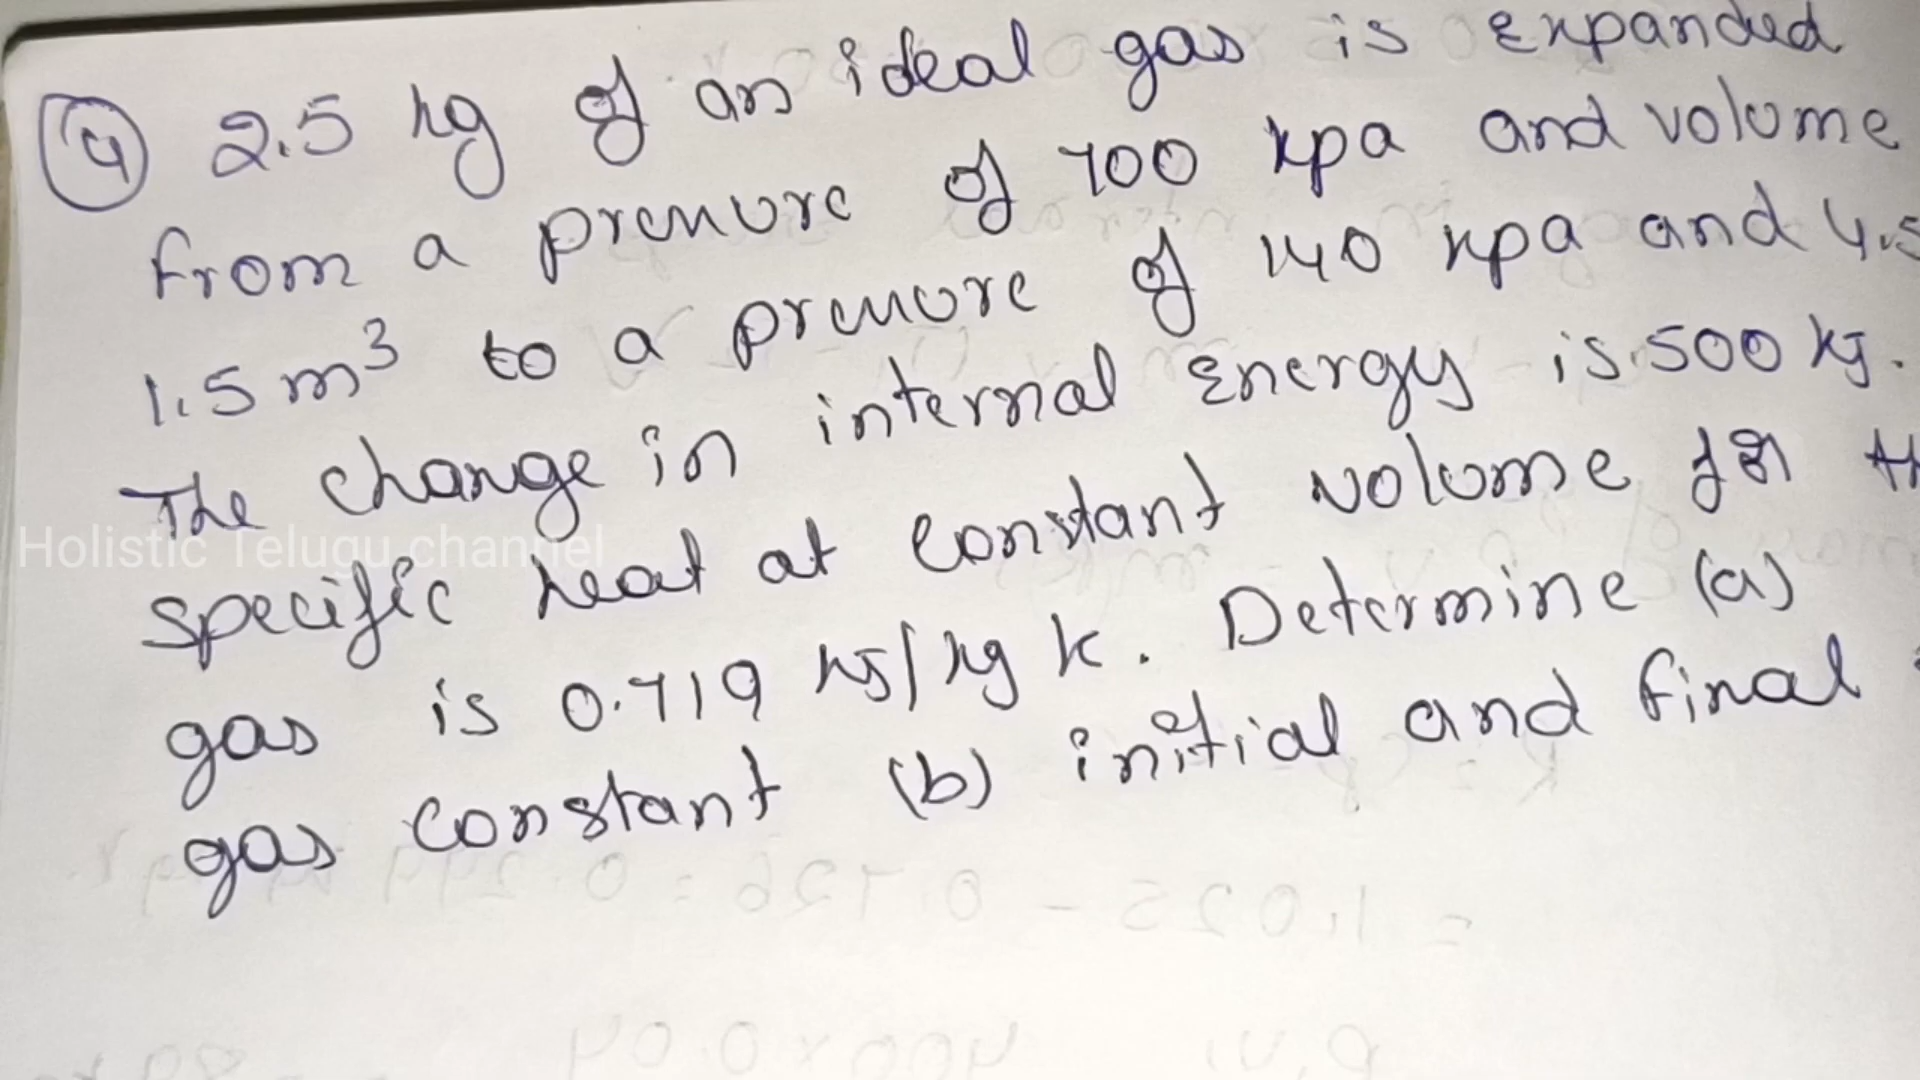 4 2.5 kg of an ideal gas is expanded
from a pressure of 700 kpa and volume
1.5 m³ to a pressure of 140 kpa and 4.5
The change in internal Energy is 500 kJ.
specific heat at constant volume for th
gas is 0.719 kJ/kg k. Determine (a)
gas constant (b) initial and final
Holistic Telugu channel